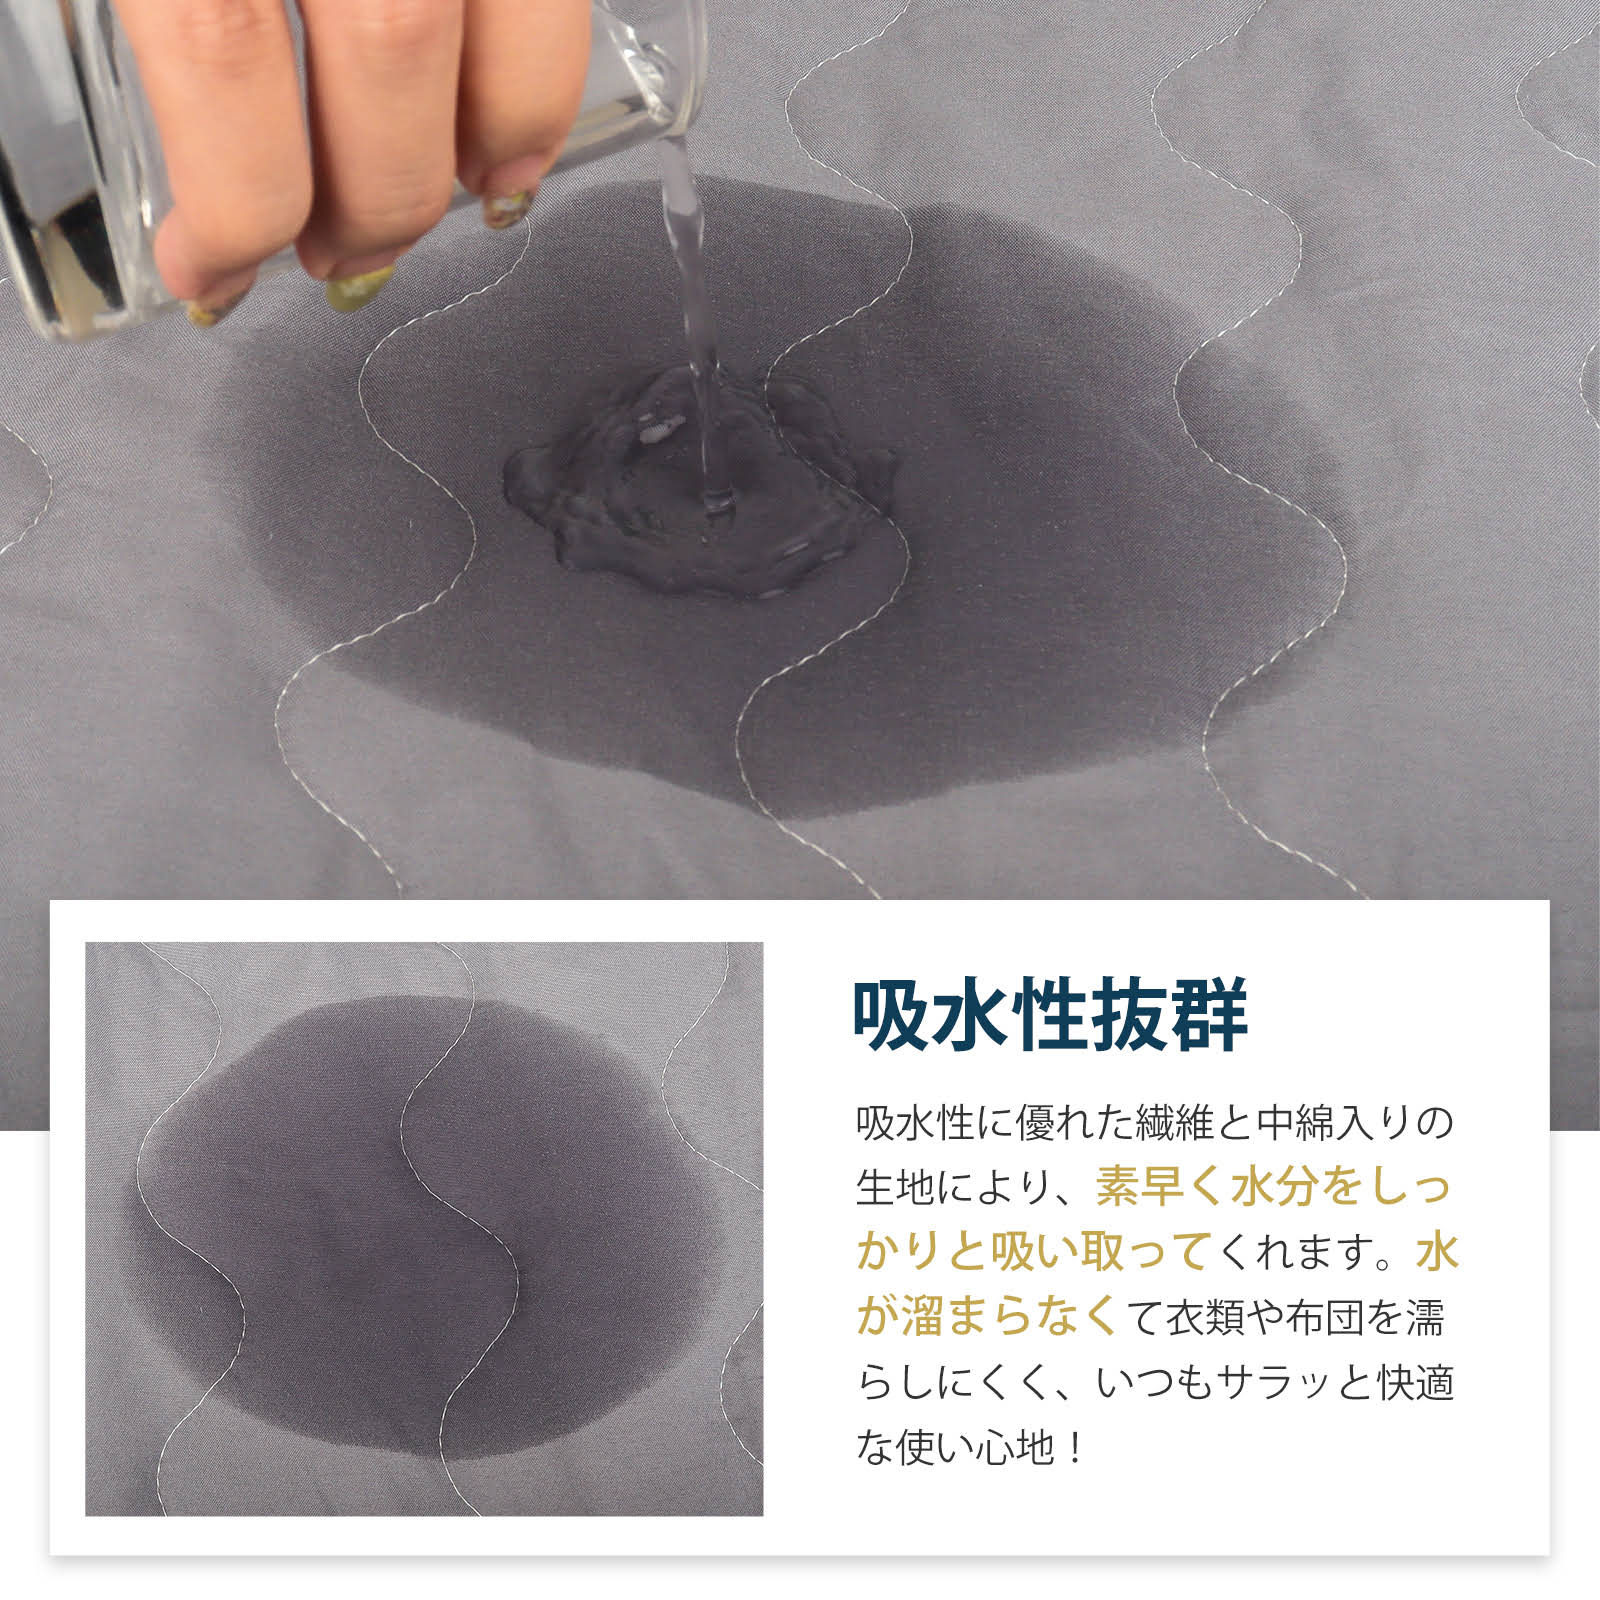 吸水性抜群
吸水性に優れた繊維と中綿入りの
生地により、素早く水分をしっ
かりと吸い取ってくれます。水
が溜まらなくて衣類や布団を濡
らしにくく、いつもサラッと快適
な使い心地！